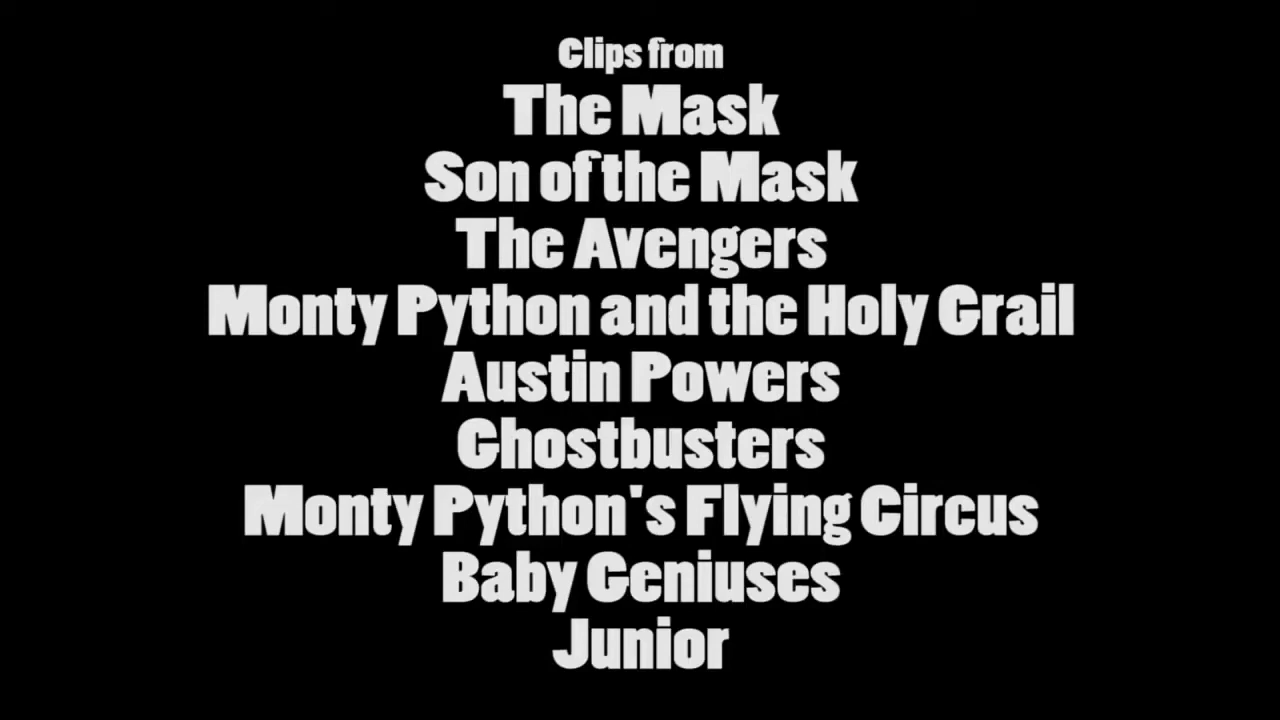 Clips from
The Mask
Son of the Mask
The Avengers
Monty Python and the Holy Grail
Austin Powers
Ghostbusters
Monty Python's Flying Circus
Baby Geniuses
Junior